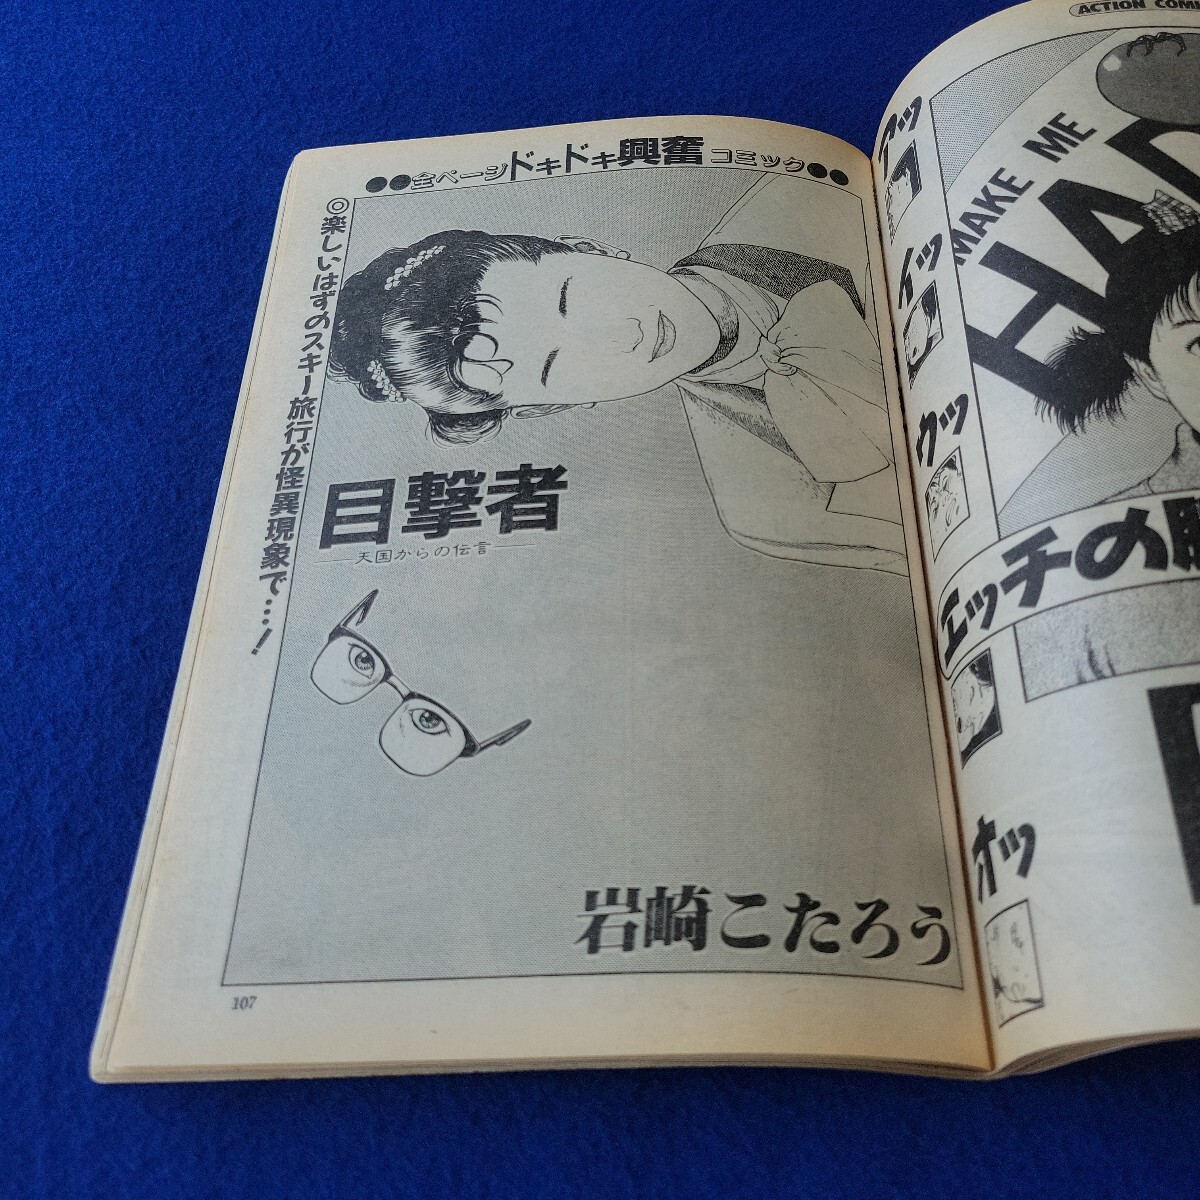 ●●全ページドキドキ興奮コミック●●
◎楽しいはずのスキー旅行が怪異現象で…!
目撃者
―天国からの伝言―
岩崎こたろう
107
ACTION COM
MAKE ME
HAP
アッ
イッ
ウッ
エッチの
オッ